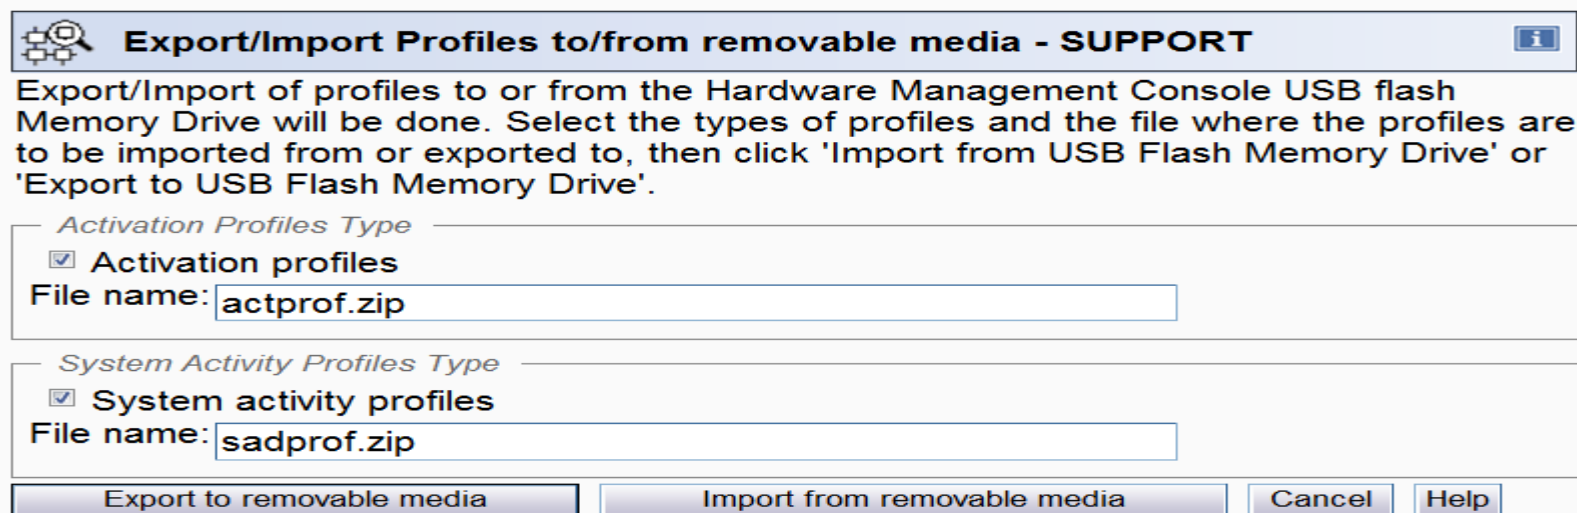 Export/Import Profiles to/from removable media - SUPPORT
i
Export/Import of profiles to or from the Hardware Management Console USB flash
Memory Drive will be done. Select the types of profiles and the file where the profiles are
to be imported from or exported to, then click 'Import from USB Flash Memory Drive' or
'Export to USB Flash Memory Drive'.
Activation Profiles Type
Activation profiles
File name: actprof.zip
System Activity Profiles Type
System activity profiles
File name: sadprof.zip
Export to removable media Import from removable media Cancel Help